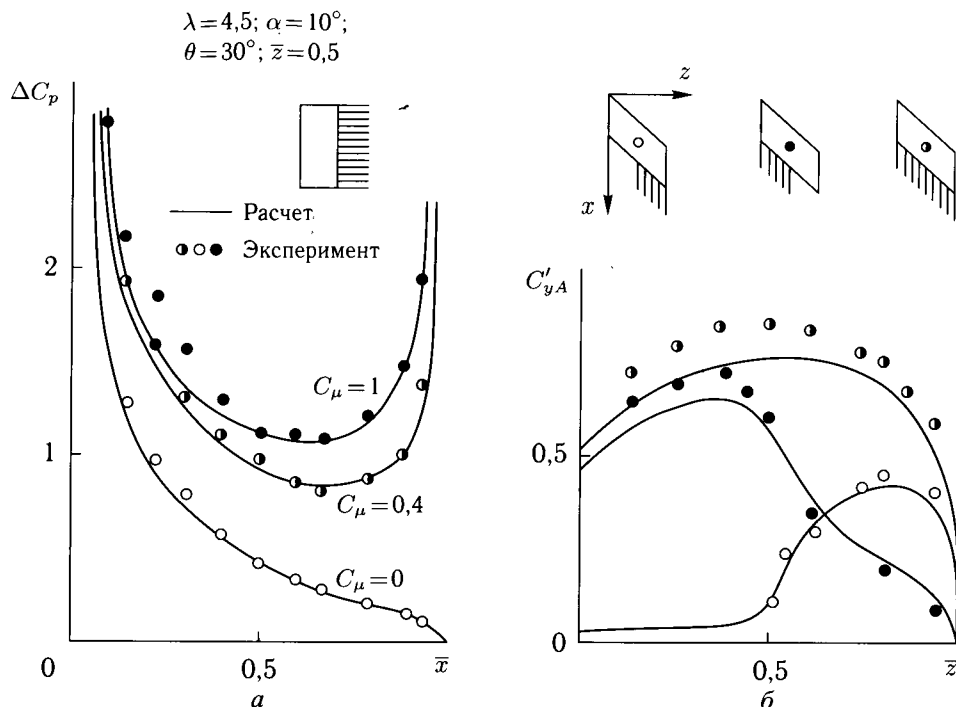 λ=4,5; α=10°;
θ=30°; z̅=0,5
ΔC_p
2
1
0
0,5
x̅
а
Расчет
Эксперимент
C_μ=1
C_μ=0,4
C_μ=0
z
x
C′_yA
0,5
0
0,5
z̅
б